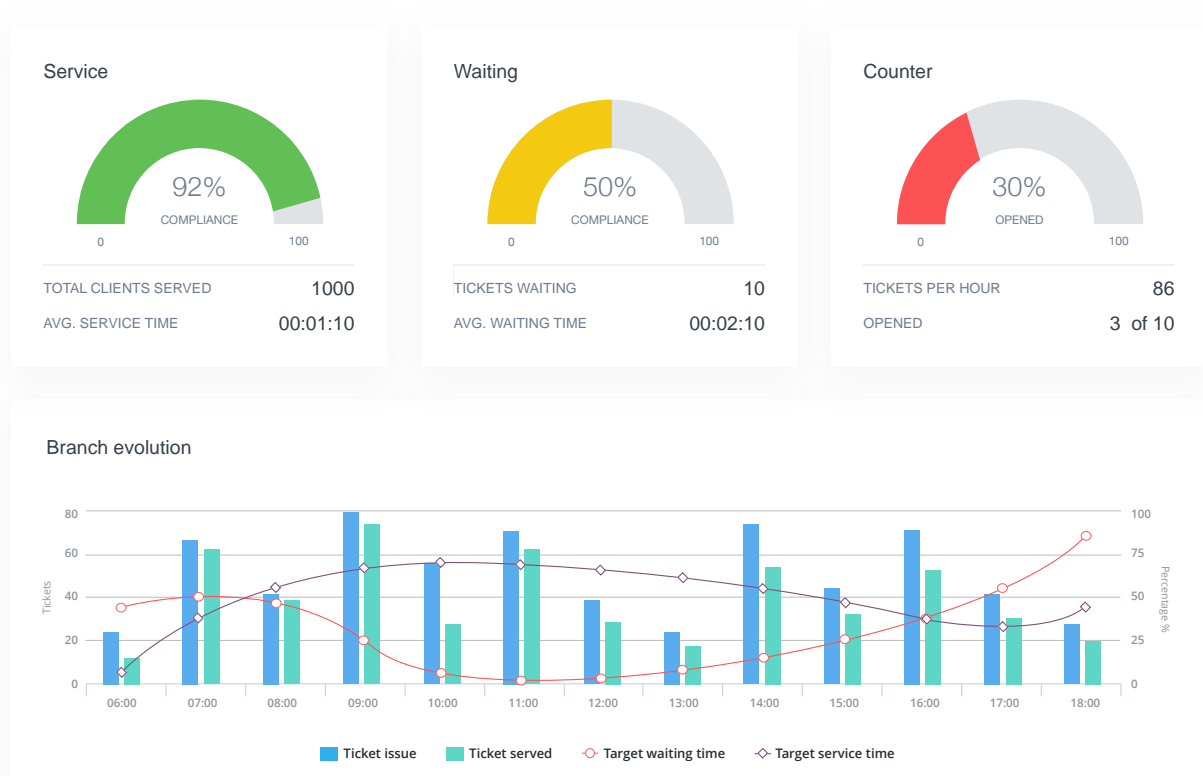 Service
92%
COMPLIANCE
0 100
TOTAL CLIENTS SERVED 1000
AVG. SERVICE TIME 00:01:10
Waiting
50%
COMPLIANCE
0 100
TICKETS WAITING 10
AVG. WAITING TIME 00:02:10
Counter
30%
OPENED
0 100
TICKETS PER HOUR 86
OPENED 3 of 10
Branch evolution
80 100
60 75
40 50
20 25
0 0
Tickets
Percentage %
06:00 07:00 08:00 09:00 10:00 11:00 12:00 13:00 14:00 15:00 16:00 17:00 18:00
Ticket issue Ticket served Target waiting time Target service time